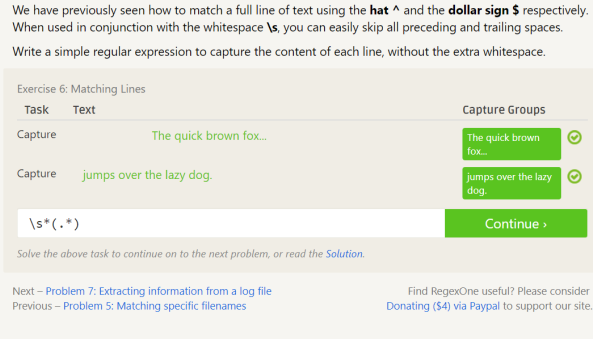 We have previously seen how to match a full line of text using the hat ^ and the dollar sign $ respectively.
When used in conjunction with the whitespace \s, you can easily skip all preceding and trailing spaces.
Write a simple regular expression to capture the content of each line, without the extra whitespace.
Exercise 6: Matching Lines
Task Text Capture Groups
Capture The quick brown fox... The quick brown
fox...
Capture jumps over the lazy dog. jumps over the lazy
dog.
\s*(.*) Continue ›
Solve the above task to continue on to the next problem, or read the Solution.
Next – Problem 7: Extracting information from a log file Find RegexOne useful? Please consider
Previous – Problem 5: Matching specific filenames Donating ($4) via Paypal to support our site.